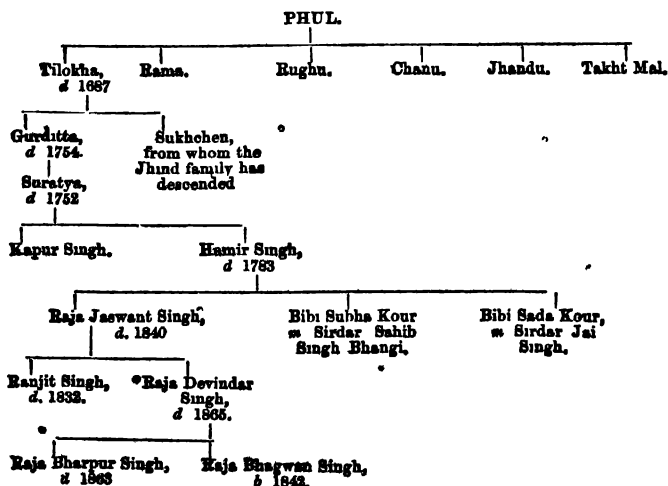 PHUL.
Tilokha, Rama. Rughu. Chanu. Jhandu. Takht Mal.
d 1687
Gurditta, Sukhchen,
d 1754. from whom the
Jhind family has
Suratya, descended
d 1752
Kapur Singh. Hamir Singh,
d 1783
Raja Jaswant Singh, Bibi Subha Kour Bibi Sada Kour,
d. 1840 m Sirdar Sahib m Sirdar Jai
Singh Bhangi. Singh.
Ranjit Singh, Raja Devindar
d. 1832. Singh,
d 1865.
Raja Bharpur Singh, Raja Bhagwan Singh,
d 1863 b 1842.